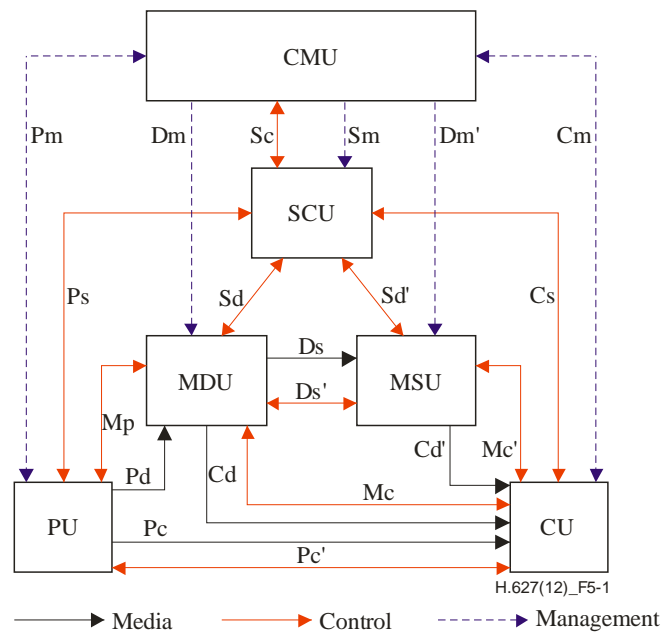 CMU
Pm
Dm
Sc
Sm
Dm'
Cm
SCU
Ps
Sd
Sd'
Cs
MDU
Ds
Ds'
MSU
Mp
Pd
Cd
Cd'
Mc'
Mc
PU
Pc
Pc'
CU
H.627(12)_F5-1
Media
Control
Management